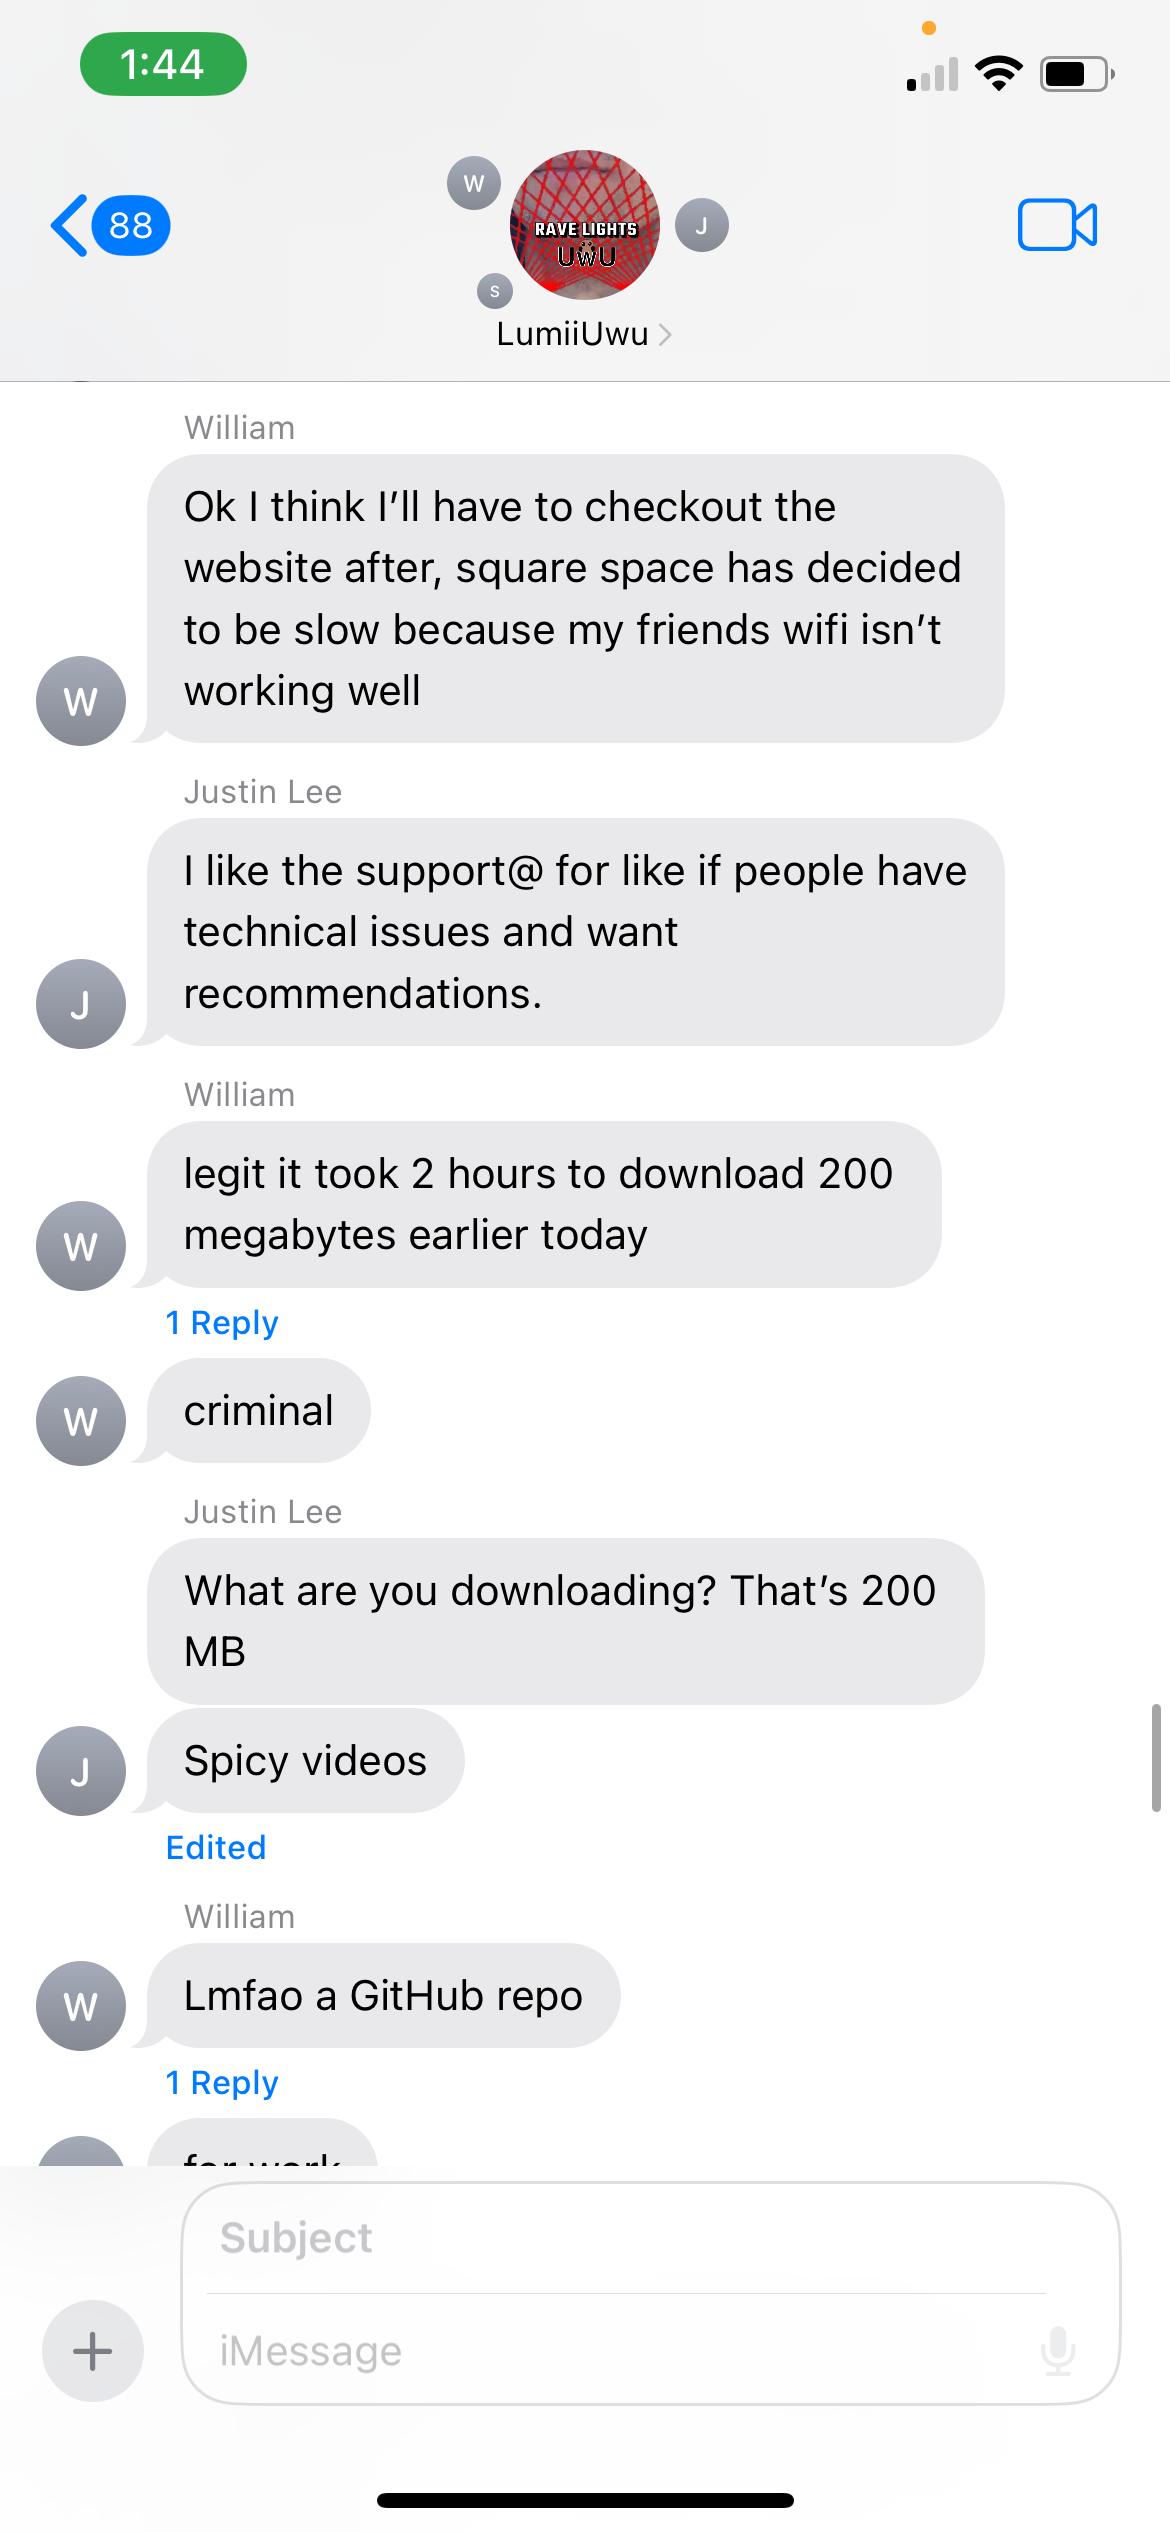 1:44
88
W
J
S
RAVE LIGHTS
UWU
LumiiUwu
William
Ok I think I’ll have to checkout the
website after, square space has decided
to be slow because my friends wifi isn’t
working well
W
Justin Lee
I like the support@ for like if people have
technical issues and want
recommendations.
J
William
legit it took 2 hours to download 200
megabytes earlier today
W
1 Reply
criminal
W
Justin Lee
What are you downloading? That’s 200
MB
Spicy videos
J
Edited
William
Lmfao a GitHub repo
W
1 Reply
for work
Subject
iMessage